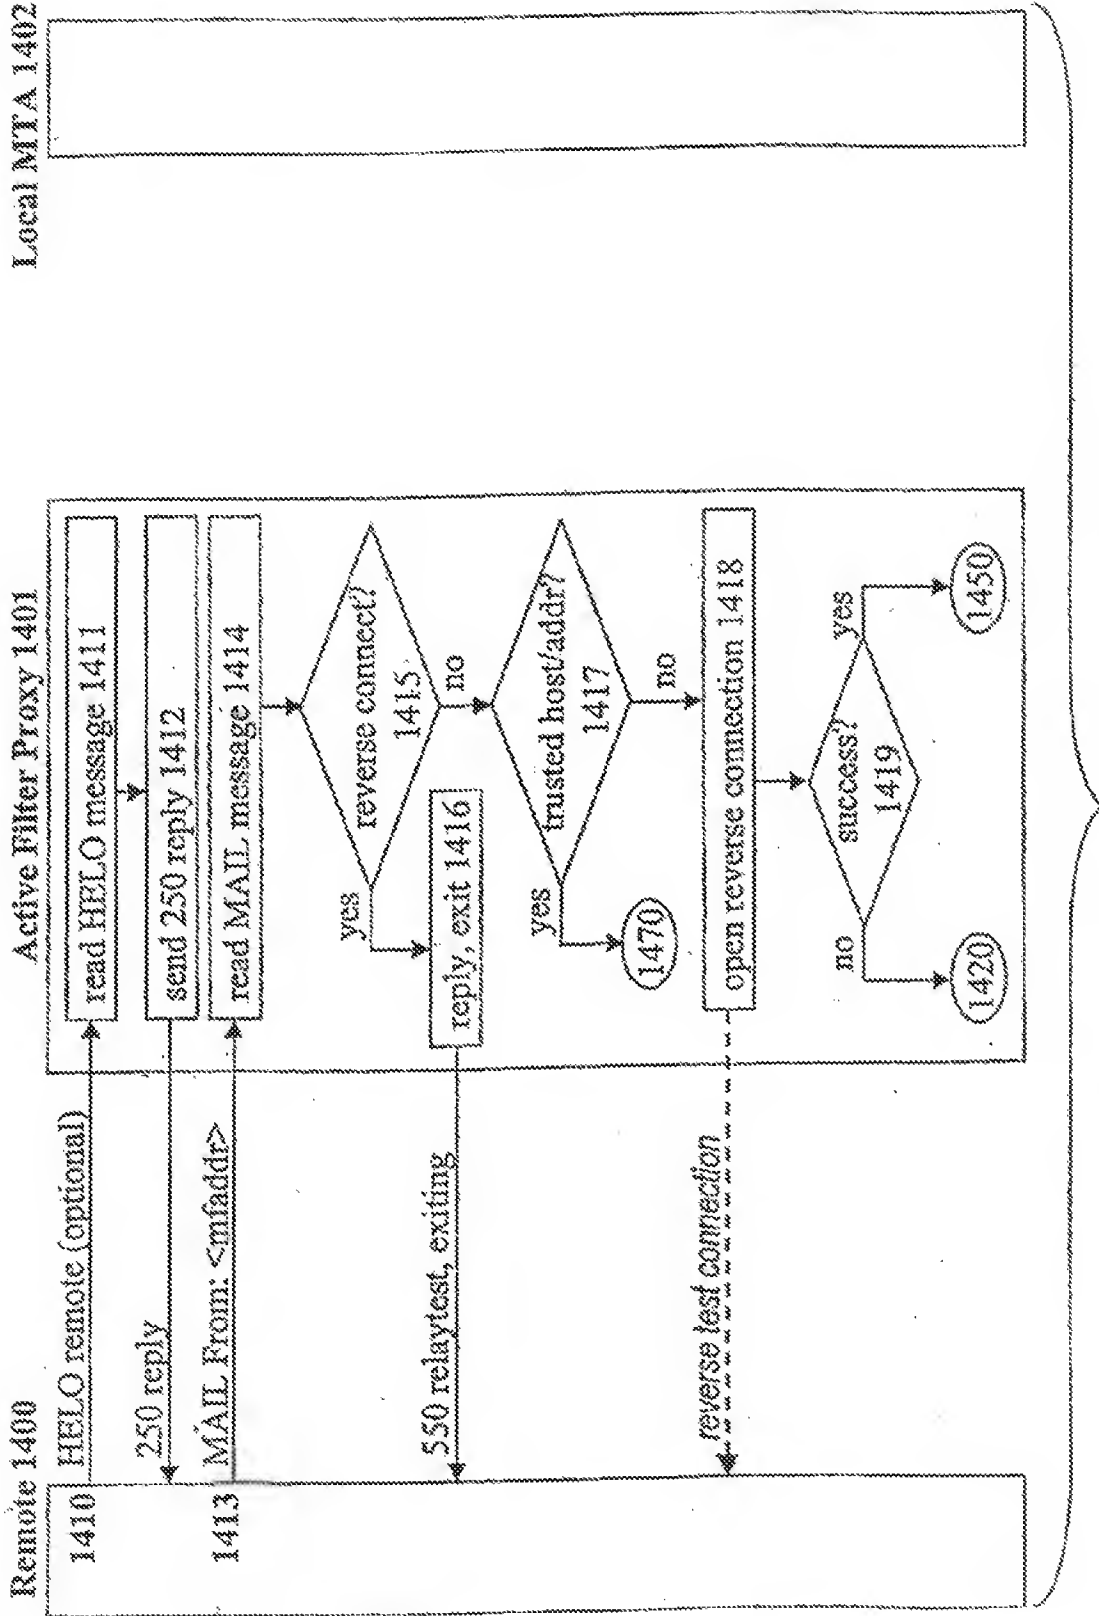 Remote 1400
Active Filter Proxy 1401
Local MTA 1402
1410
HELO remote (optional)
read HELO message 1411
250 reply
send 250 reply 1412
1413
MAIL From: <mfaddr>
read MAIL message 1414
reverse connect?
1415
yes
no
550 relaytest, exiting
reply, exit 1416
trusted host/addr?
1417
yes
no
1470
reverse test connection
open reverse connection 1418
success?
1419
no
yes
1420
1450